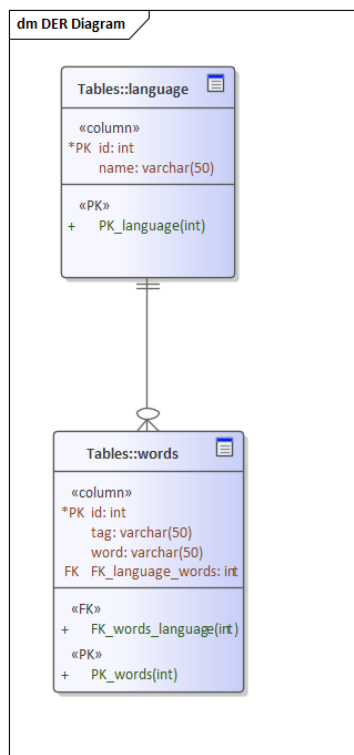 dm DER Diagram
Tables::language
«column»
*PK id: int
name: varchar(50)
«PK»
+ PK_language(int)
Tables::words
«column»
*PK id: int
tag: varchar(50)
word: varchar(50)
FK FK_language_words: int
«FK»
+ FK_words_language(int)
«PK»
+ PK_words(int)